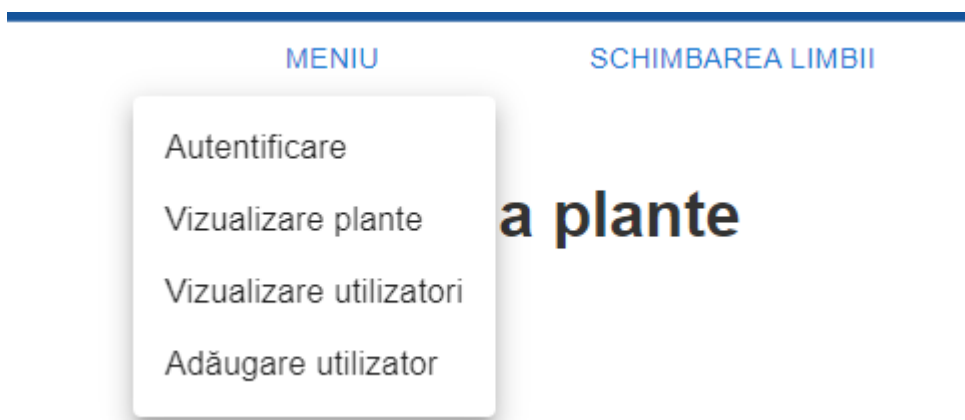 MENIU SCHIMBAREA LIMBII
Autentificare
Vizualizare plante
a plante
Vizualizare utilizatori
Adăugare utilizator